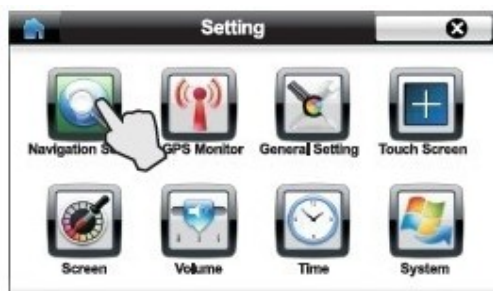 Setting
Navigation S
GPS Monitor
General Setting
Touch Screen
Screen
Volume
Time
System